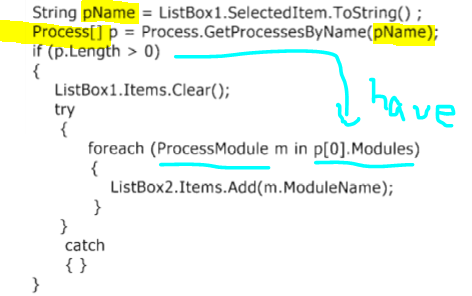 String pName = ListBox1.SelectedItem.ToString() ;
Process[] p = Process.GetProcessesByName(pName);
if (p.Length > 0)
{
ListBox1.Items.Clear();
try
{
foreach (ProcessModule m in p[0].Modules)
{
ListBox2.Items.Add(m.ModuleName);
}
}
catch
{ }
}
have